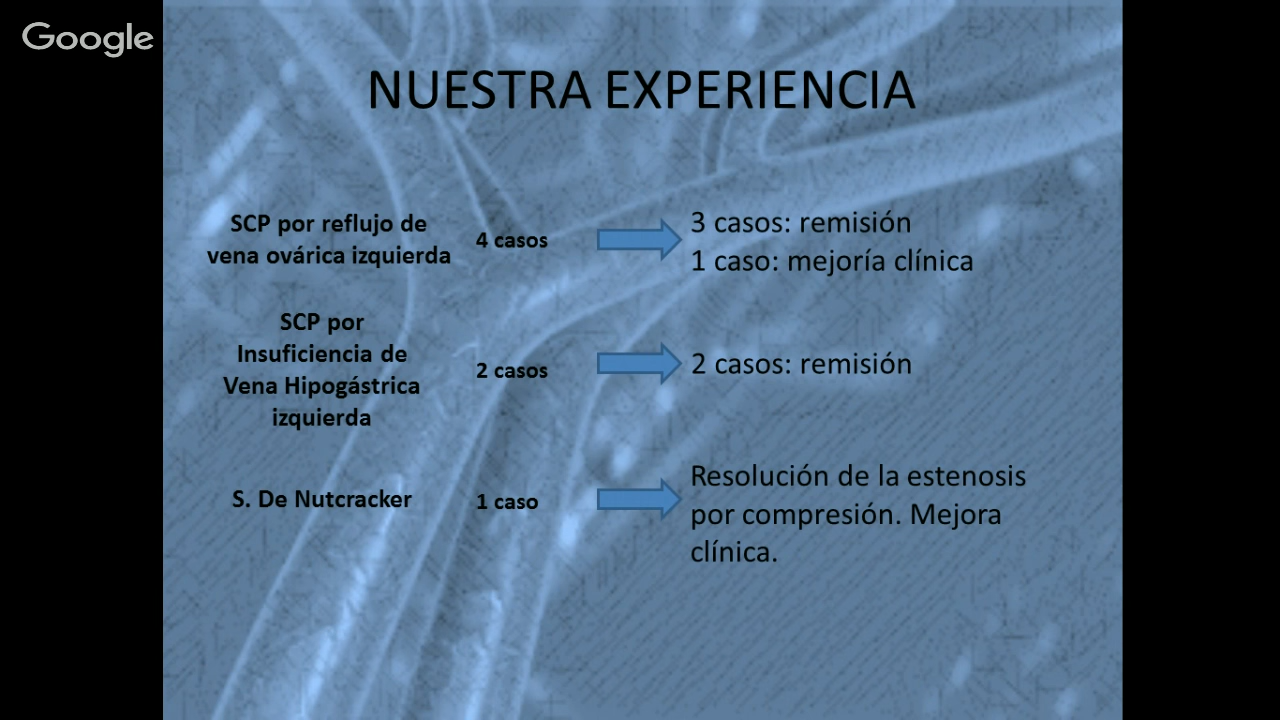 Google
NUESTRA EXPERIENCIA
SCP por reflujo de
vena ovárica izquierda
4 casos
3 casos: remisión
1 caso: mejoría clínica
SCP por
Insuficiencia de
Vena Hipogástrica
izquierda
2 casos
2 casos: remisión
S. De Nutcracker
1 caso
Resolución de la estenosis
por compresión. Mejora
clínica.